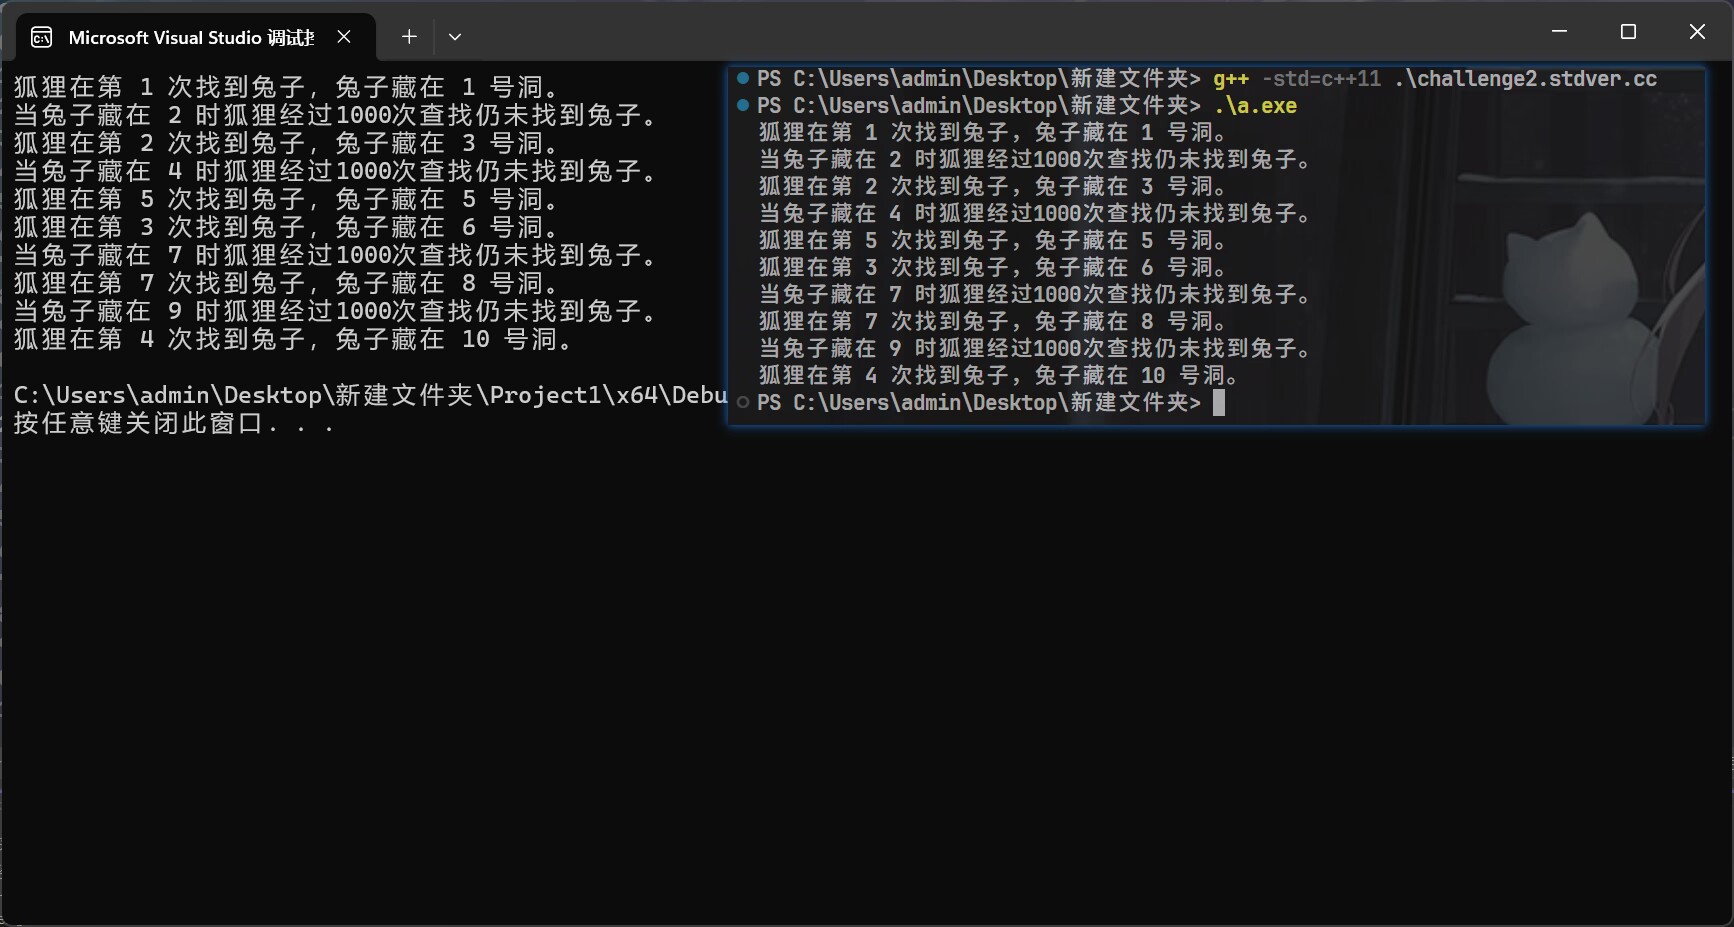 Microsoft Visual Studio 调试
狐狸在第 1 次找到兔子，兔子藏在 1 号洞。
当兔子藏在 2 时狐狸经过1000次查找仍未找到兔子。
狐狸在第 2 次找到兔子，兔子藏在 3 号洞。
当兔子藏在 4 时狐狸经过1000次查找仍未找到兔子。
狐狸在第 5 次找到兔子，兔子藏在 5 号洞。
狐狸在第 3 次找到兔子，兔子藏在 6 号洞。
当兔子藏在 7 时狐狸经过1000次查找仍未找到兔子。
狐狸在第 7 次找到兔子，兔子藏在 8 号洞。
当兔子藏在 9 时狐狸经过1000次查找仍未找到兔子。
狐狸在第 4 次找到兔子，兔子藏在 10 号洞。
C:\Users\admin\Desktop\新建文件夹\Project1\x64\Debu
按任意键关闭此窗口. . .
PS C:\Users\admin\Desktop\新建文件夹> g++ -std=c++11 .\challenge2.stdver.cc
PS C:\Users\admin\Desktop\新建文件夹> .\a.exe
狐狸在第 1 次找到兔子，兔子藏在 1 号洞。
当兔子藏在 2 时狐狸经过1000次查找仍未找到兔子。
狐狸在第 2 次找到兔子，兔子藏在 3 号洞。
当兔子藏在 4 时狐狸经过1000次查找仍未找到兔子。
狐狸在第 5 次找到兔子，兔子藏在 5 号洞。
狐狸在第 3 次找到兔子，兔子藏在 6 号洞。
当兔子藏在 7 时狐狸经过1000次查找仍未找到兔子。
狐狸在第 7 次找到兔子，兔子藏在 8 号洞。
当兔子藏在 9 时狐狸经过1000次查找仍未找到兔子。
狐狸在第 4 次找到兔子，兔子藏在 10 号洞。
PS C:\Users\admin\Desktop\新建文件夹>